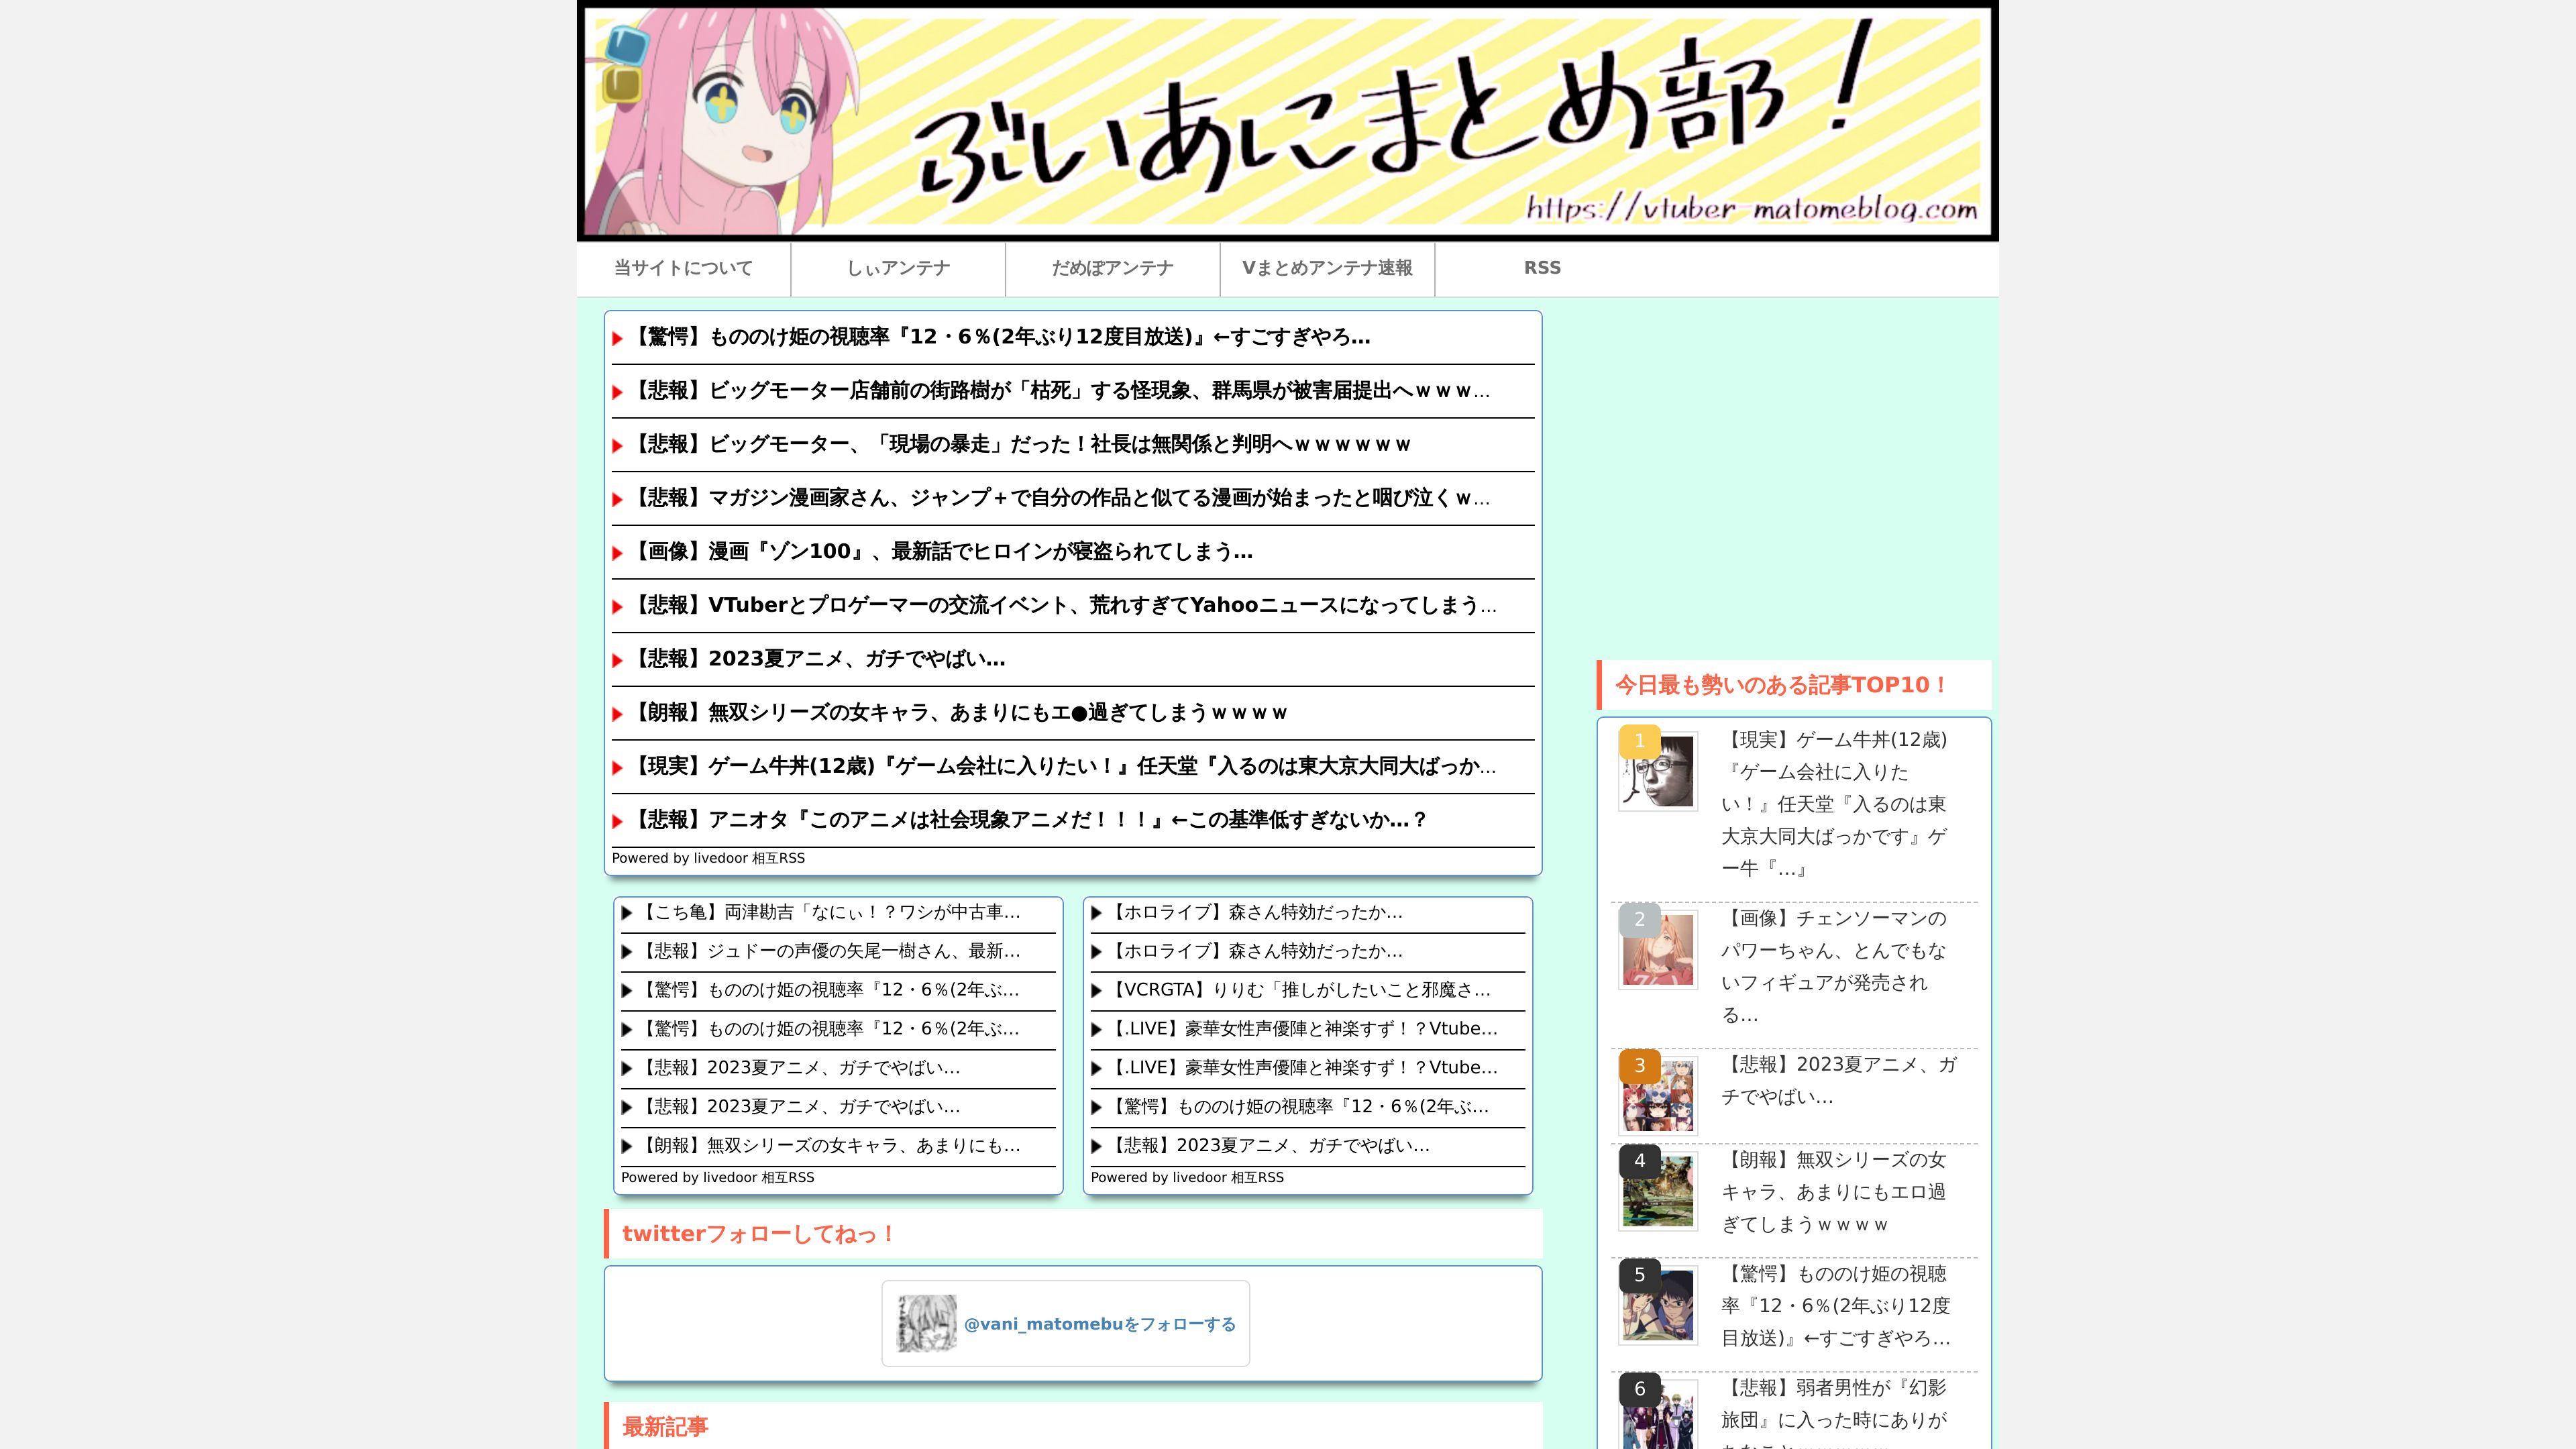 ぶいあにまとめ部！
https://vtuber-matomeblog.com
当サイトについて
しぃアンテナ
だめぽアンテナ
Vまとめアンテナ速報
RSS
【驚愕】もののけ姫の視聴率『12・6％(2年ぶり12度目放送)』←すごすぎやろ…
【悲報】ビッグモーター店舗前の街路樹が「枯死」する怪現象、群馬県が被害届提出へｗｗｗ…
【悲報】ビッグモーター、「現場の暴走」だった！社長は無関係と判明へｗｗｗｗｗｗ
【悲報】マガジン漫画家さん、ジャンプ＋で自分の作品と似てる漫画が始まったと咽び泣くｗ…
【画像】漫画『ゾン100』、最新話でヒロインが寝盗られてしまう…
【悲報】VTuberとプロゲーマーの交流イベント、荒れすぎてYahooニュースになってしまう…
【悲報】2023夏アニメ、ガチでやばい…
【朗報】無双シリーズの女キャラ、あまりにもエ●過ぎてしまうｗｗｗｗ
【現実】ゲーム牛丼(12歳)『ゲーム会社に入りたい！』任天堂『入るのは東大京大同大ばっか…
【悲報】アニオタ『このアニメは社会現象アニメだ！！！』←この基準低すぎないか…？
Powered by livedoor 相互RSS
【こち亀】両津勘吉「なにぃ！？ワシが中古車…
【悲報】ジュドーの声優の矢尾一樹さん、最新…
【驚愕】もののけ姫の視聴率『12・6％(2年ぶ…
【驚愕】もののけ姫の視聴率『12・6％(2年ぶ…
【悲報】2023夏アニメ、ガチでやばい…
【悲報】2023夏アニメ、ガチでやばい…
【朗報】無双シリーズの女キャラ、あまりにも…
Powered by livedoor 相互RSS
【ホロライブ】森さん特効だったか…
【ホロライブ】森さん特効だったか…
【VCRGTA】りりむ「推しがしたいこと邪魔さ…
【.LIVE】豪華女性声優陣と神楽すず！？Vtube…
【.LIVE】豪華女性声優陣と神楽すず！？Vtube…
【驚愕】もののけ姫の視聴率『12・6％(2年ぶ…
【悲報】2023夏アニメ、ガチでやばい…
Powered by livedoor 相互RSS
twitterフォローしてねっ！
@vani_matomebuをフォローする
最新記事
今日最も勢いのある記事TOP10！
1
【現実】ゲーム牛丼(12歳)
『ゲーム会社に入りた
い！』任天堂『入るのは東
大京大同大ばっかです』ゲ
ー牛『…』
2
【画像】チェンソーマンの
パワーちゃん、とんでもな
いフィギュアが発売され
る…
3
【悲報】2023夏アニメ、ガ
チでやばい…
4
【朗報】無双シリーズの女
キャラ、あまりにもエロ過
ぎてしまうｗｗｗｗ
5
【驚愕】もののけ姫の視聴
率『12・6％(2年ぶり12度
目放送)』←すごすぎやろ…
6
【悲報】弱者男性が『幻影
旅団』に入った時にありが